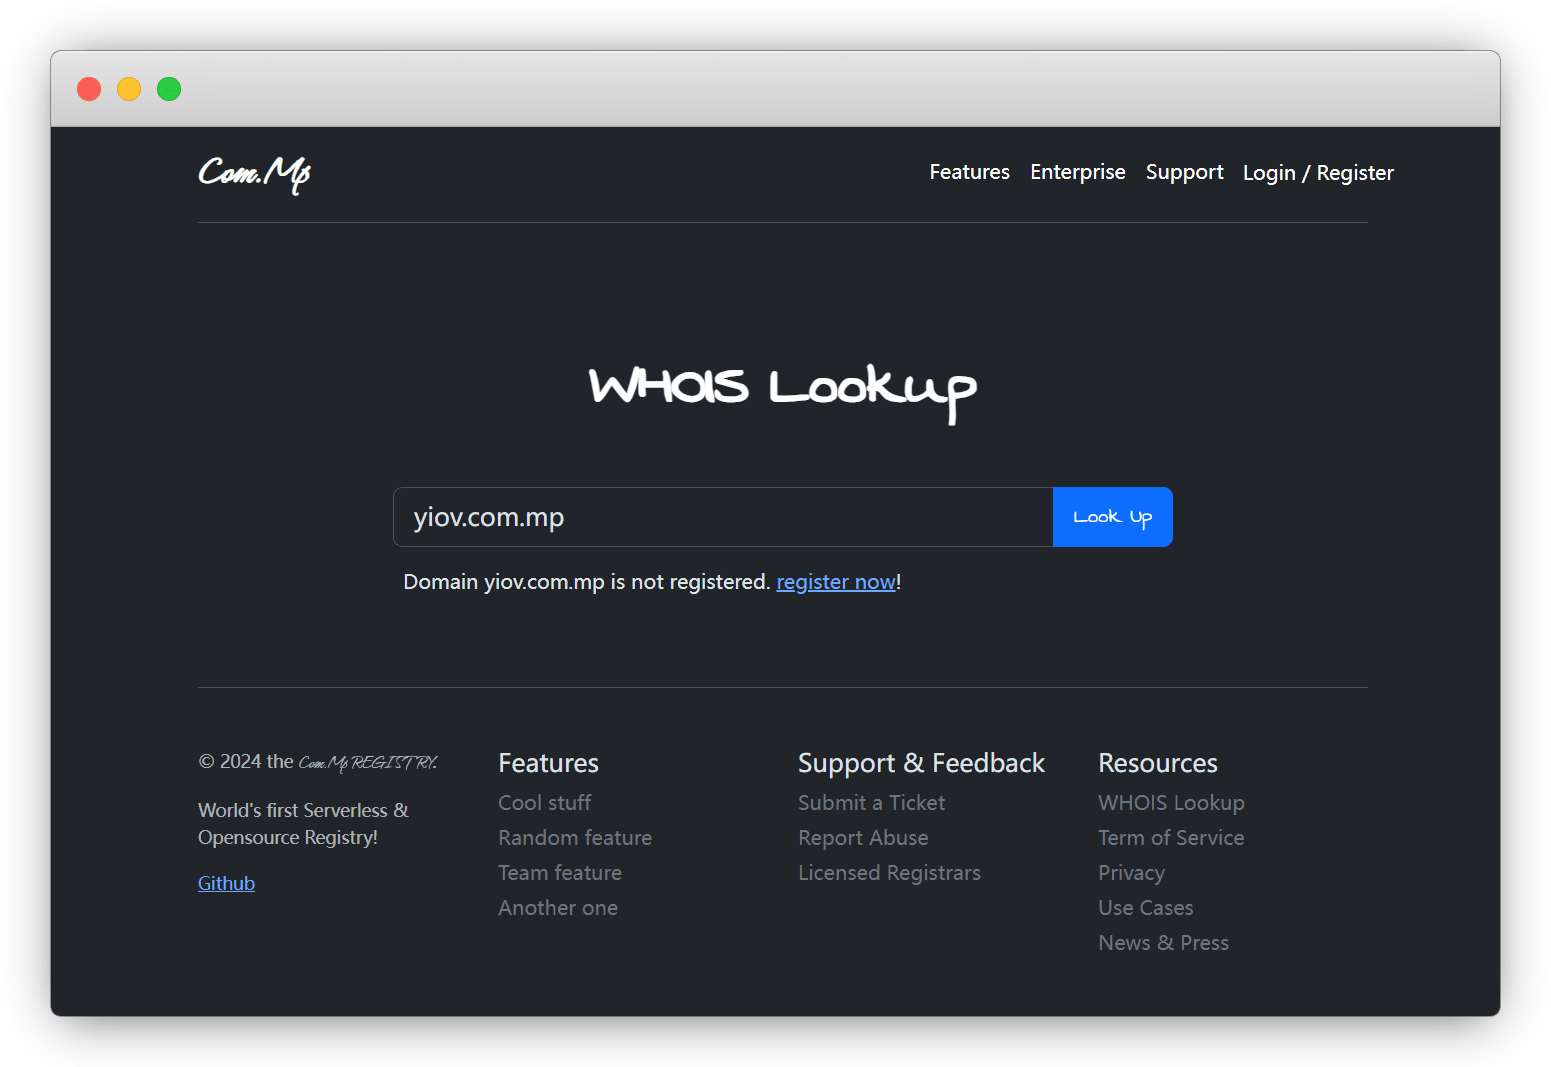 Com.Mp
Features Enterprise Support Login / Register
WHOIS Lookup
yiov.com.mp
Look Up
Domain yiov.com.mp is not registered. register now!
© 2024 the Com.Mp REGISTRY.
World's first Serverless &
Opensource Registry!
Github
Features
Cool stuff
Random feature
Team feature
Another one
Support & Feedback
Submit a Ticket
Report Abuse
Licensed Registrars
Resources
WHOIS Lookup
Term of Service
Privacy
Use Cases
News & Press